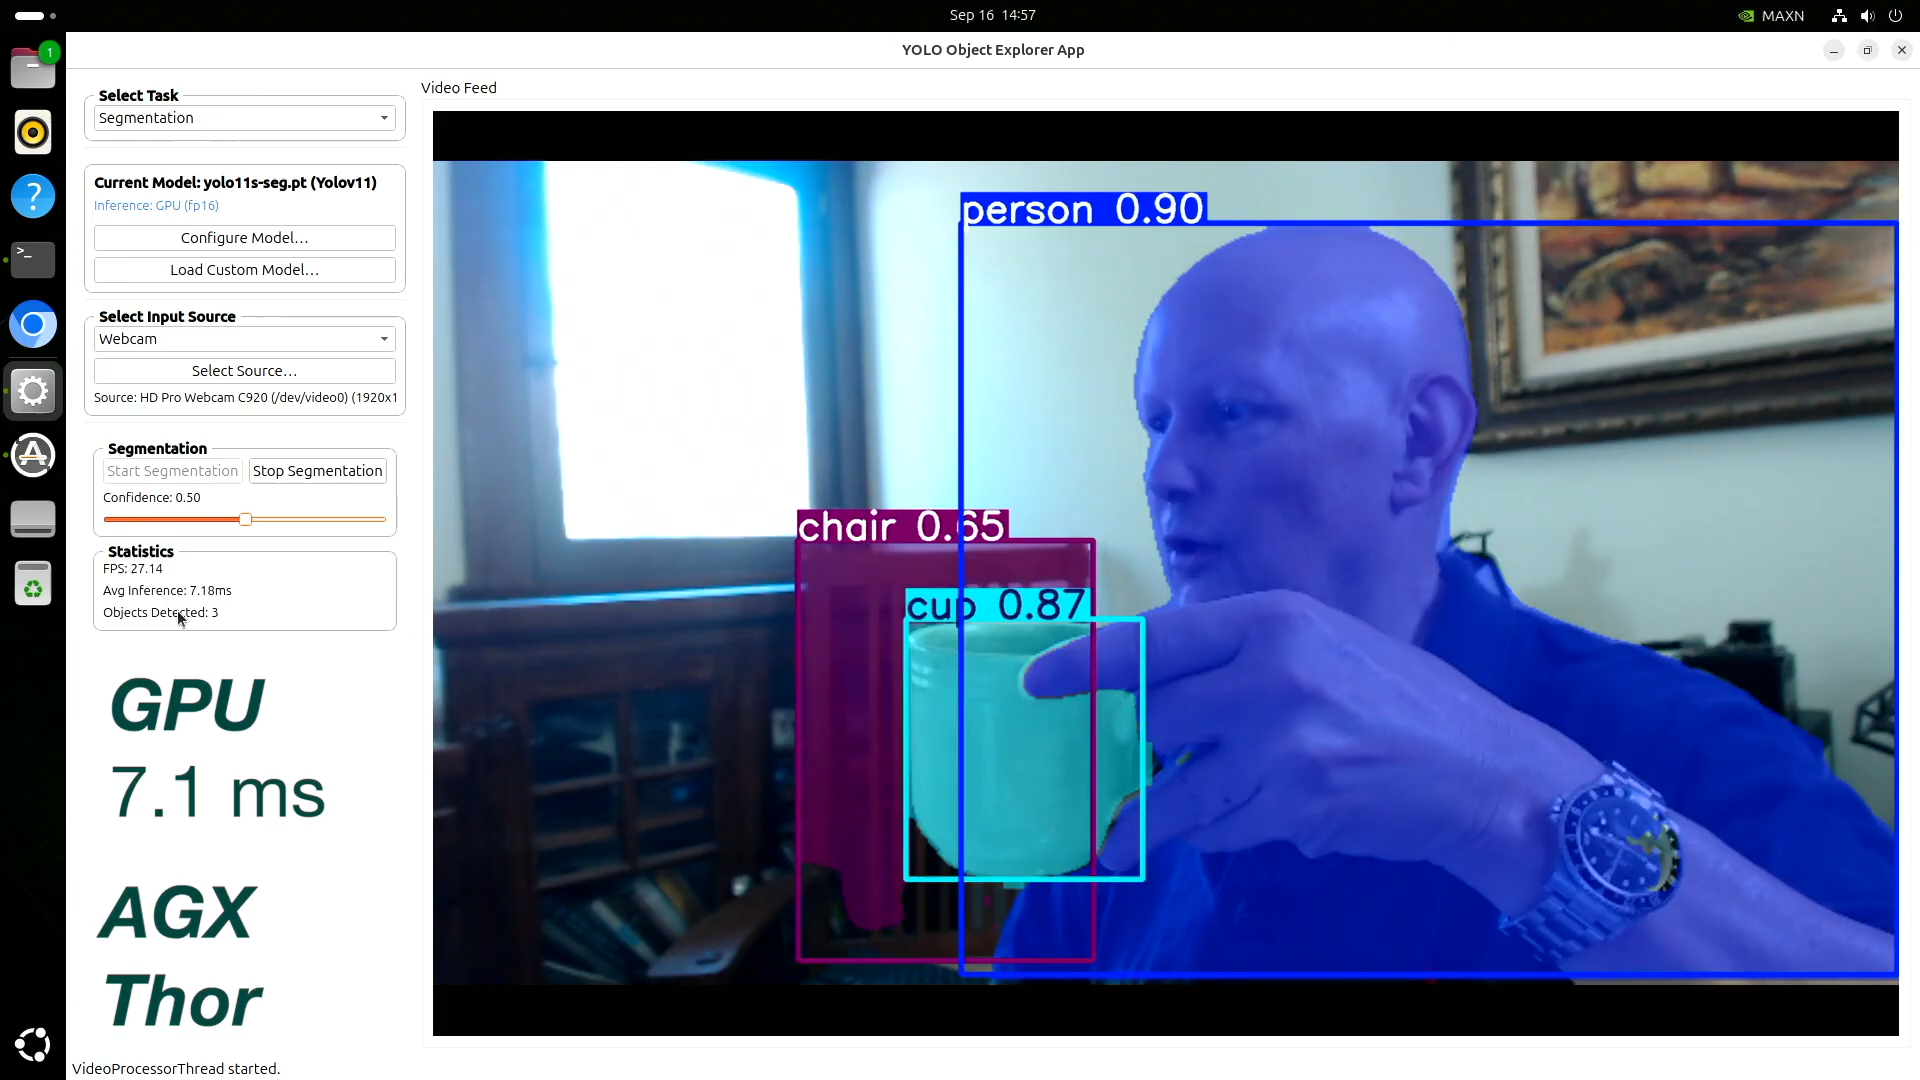 Sep 16 14:57
MAXN
1
YOLO Object Explorer App
Select Task
Segmentation
Current Model: yolo11s-seg.pt (Yolov11)
Inference: GPU (fp16)
Configure Model...
Load Custom Model...
Select Input Source
Webcam
Select Source...
Source: HD Pro Webcam C920 (/dev/video0) (1920x1
Segmentation
Start Segmentation
Stop Segmentation
Confidence: 0.50
Statistics
FPS: 27.14
Avg Inference: 7.18ms
Objects Detected: 3
GPU
7.1 ms
AGX
Thor
VideoProcessorThread started.
Video Feed
person 0.90
chair 0.65
cup 0.87